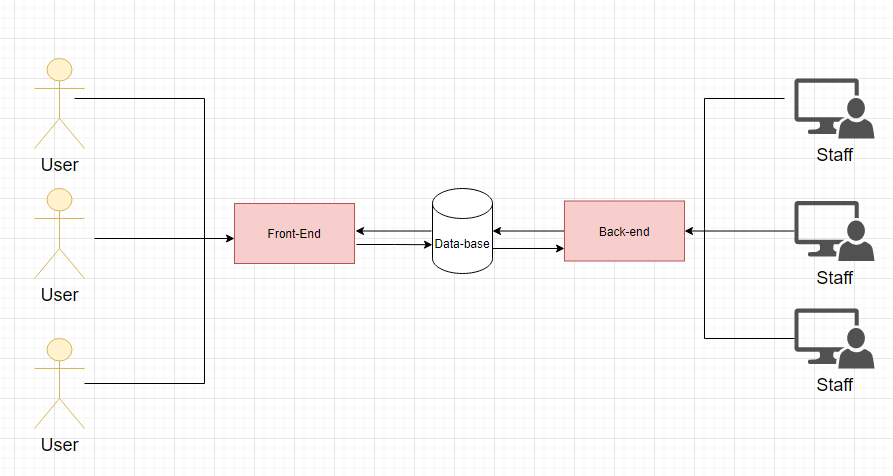 User
User
User
Front-End
Data-base
Back-end
Staff
Staff
Staff